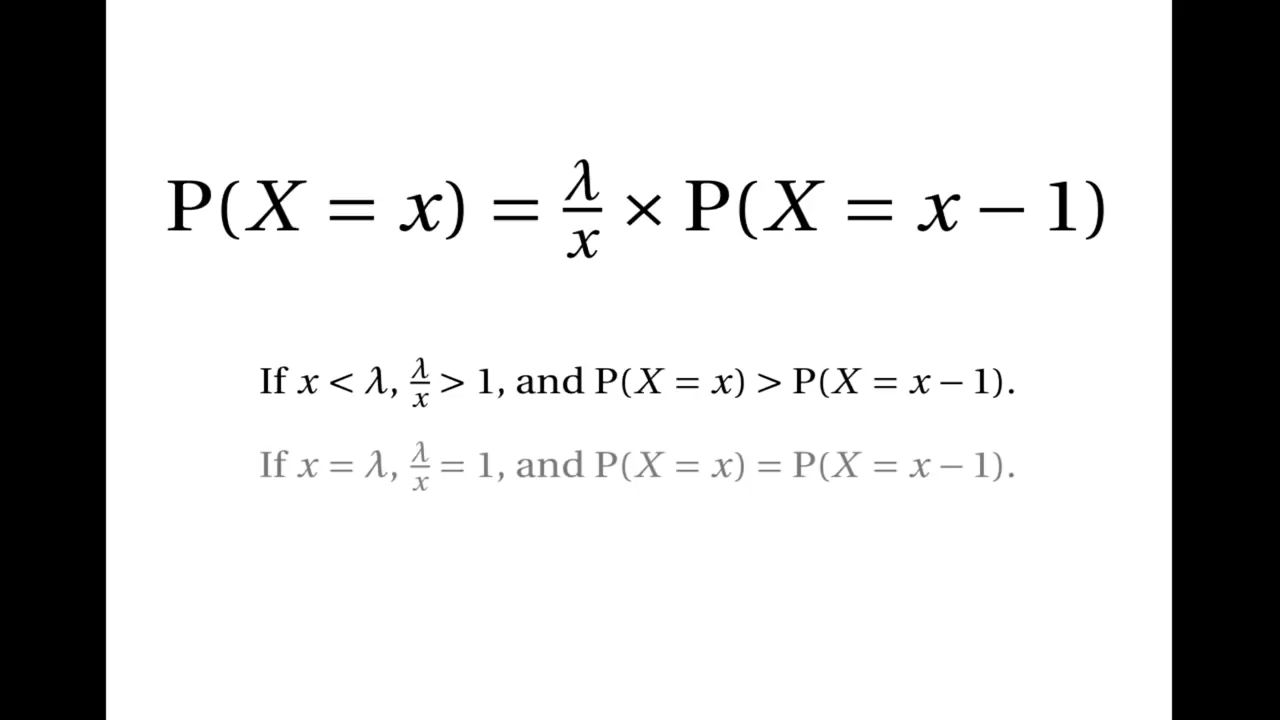 P(X = x) = λ/x × P(X = x − 1)
If x < λ, λ/x > 1, and P(X = x) > P(X = x − 1).
If x = λ, λ/x = 1, and P(X = x) = P(X = x − 1).